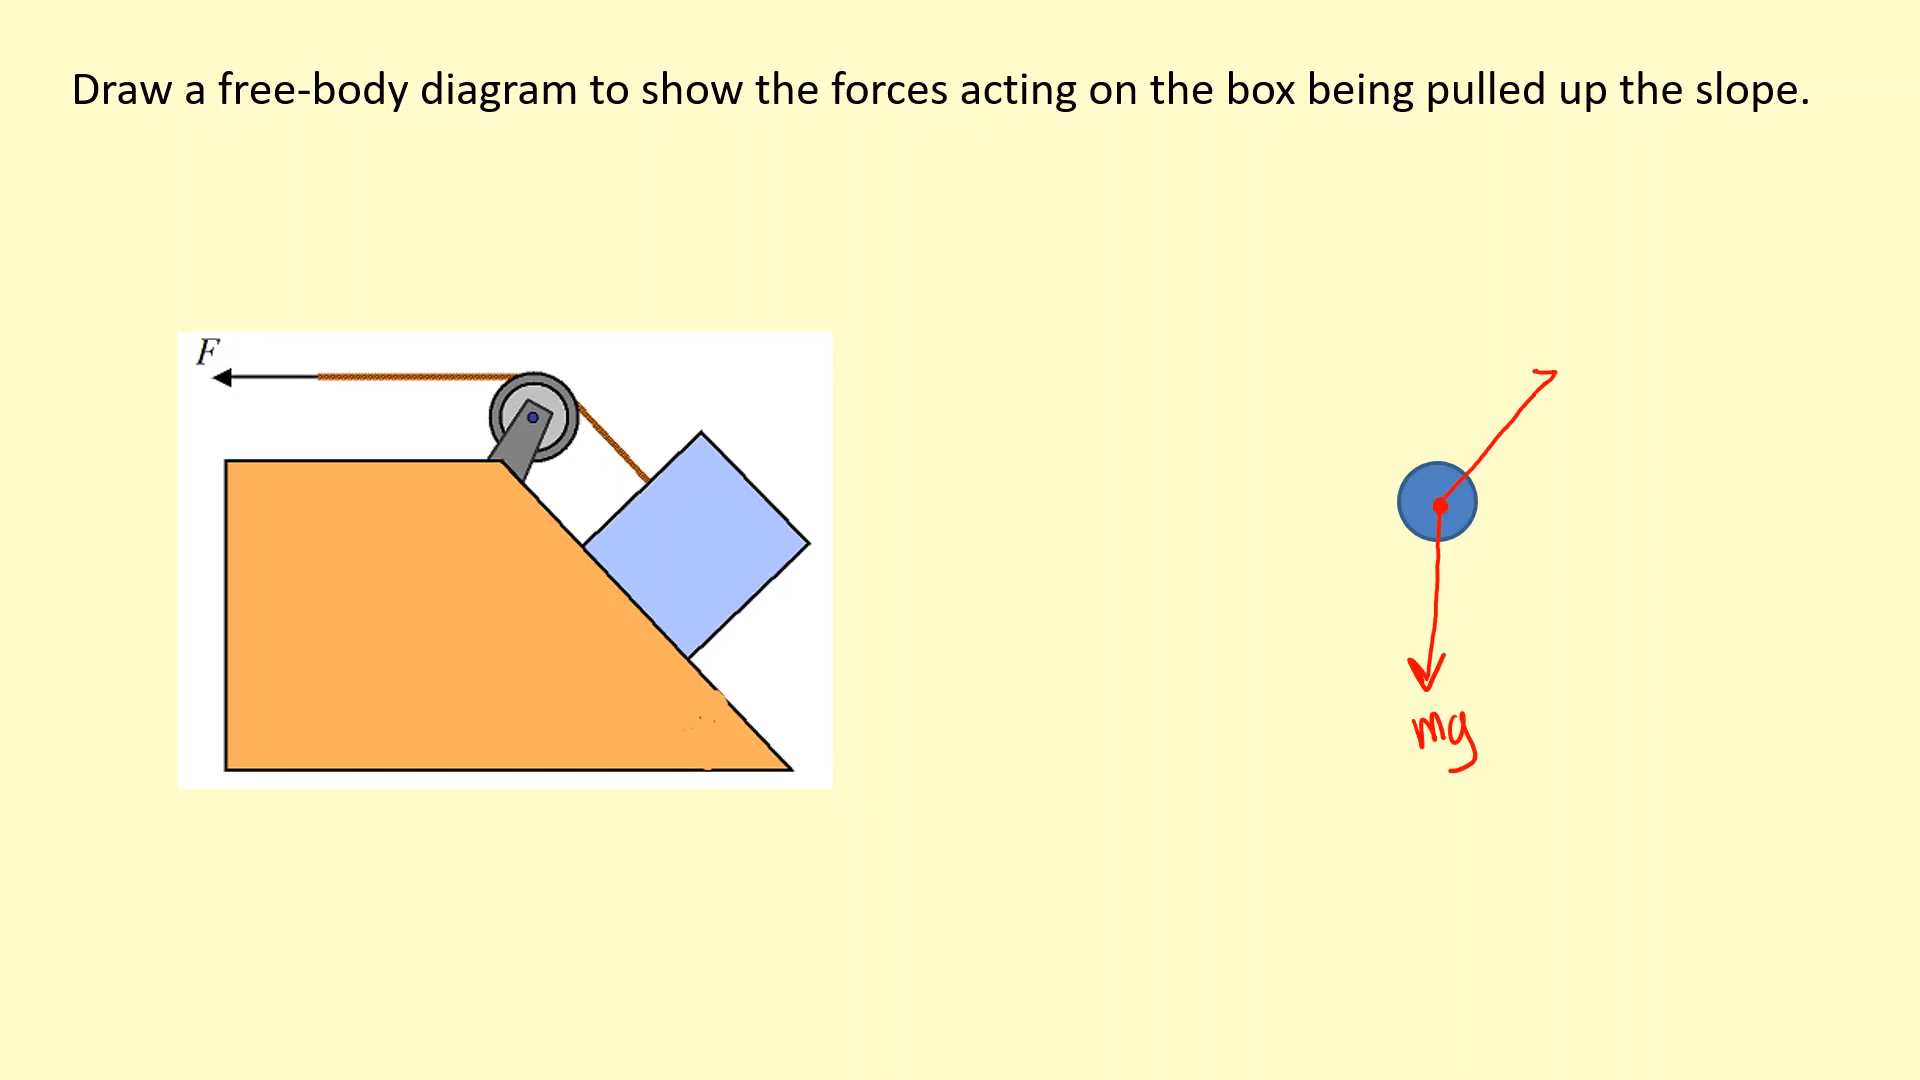 Draw a free-body diagram to show the forces acting on the box being pulled up the slope.
F
mg